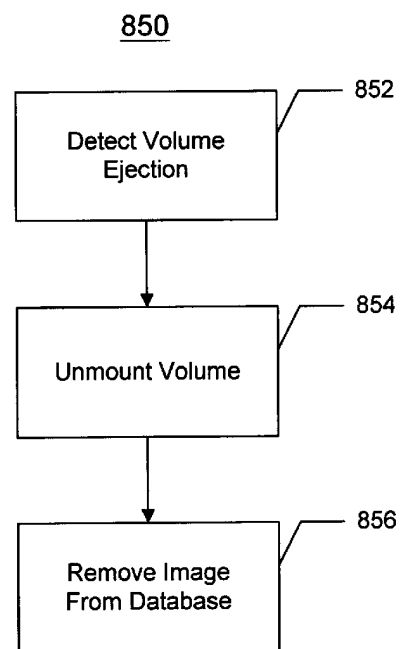 850
852
Detect Volume
Ejection
854
Unmount Volume
856
Remove Image
From Database